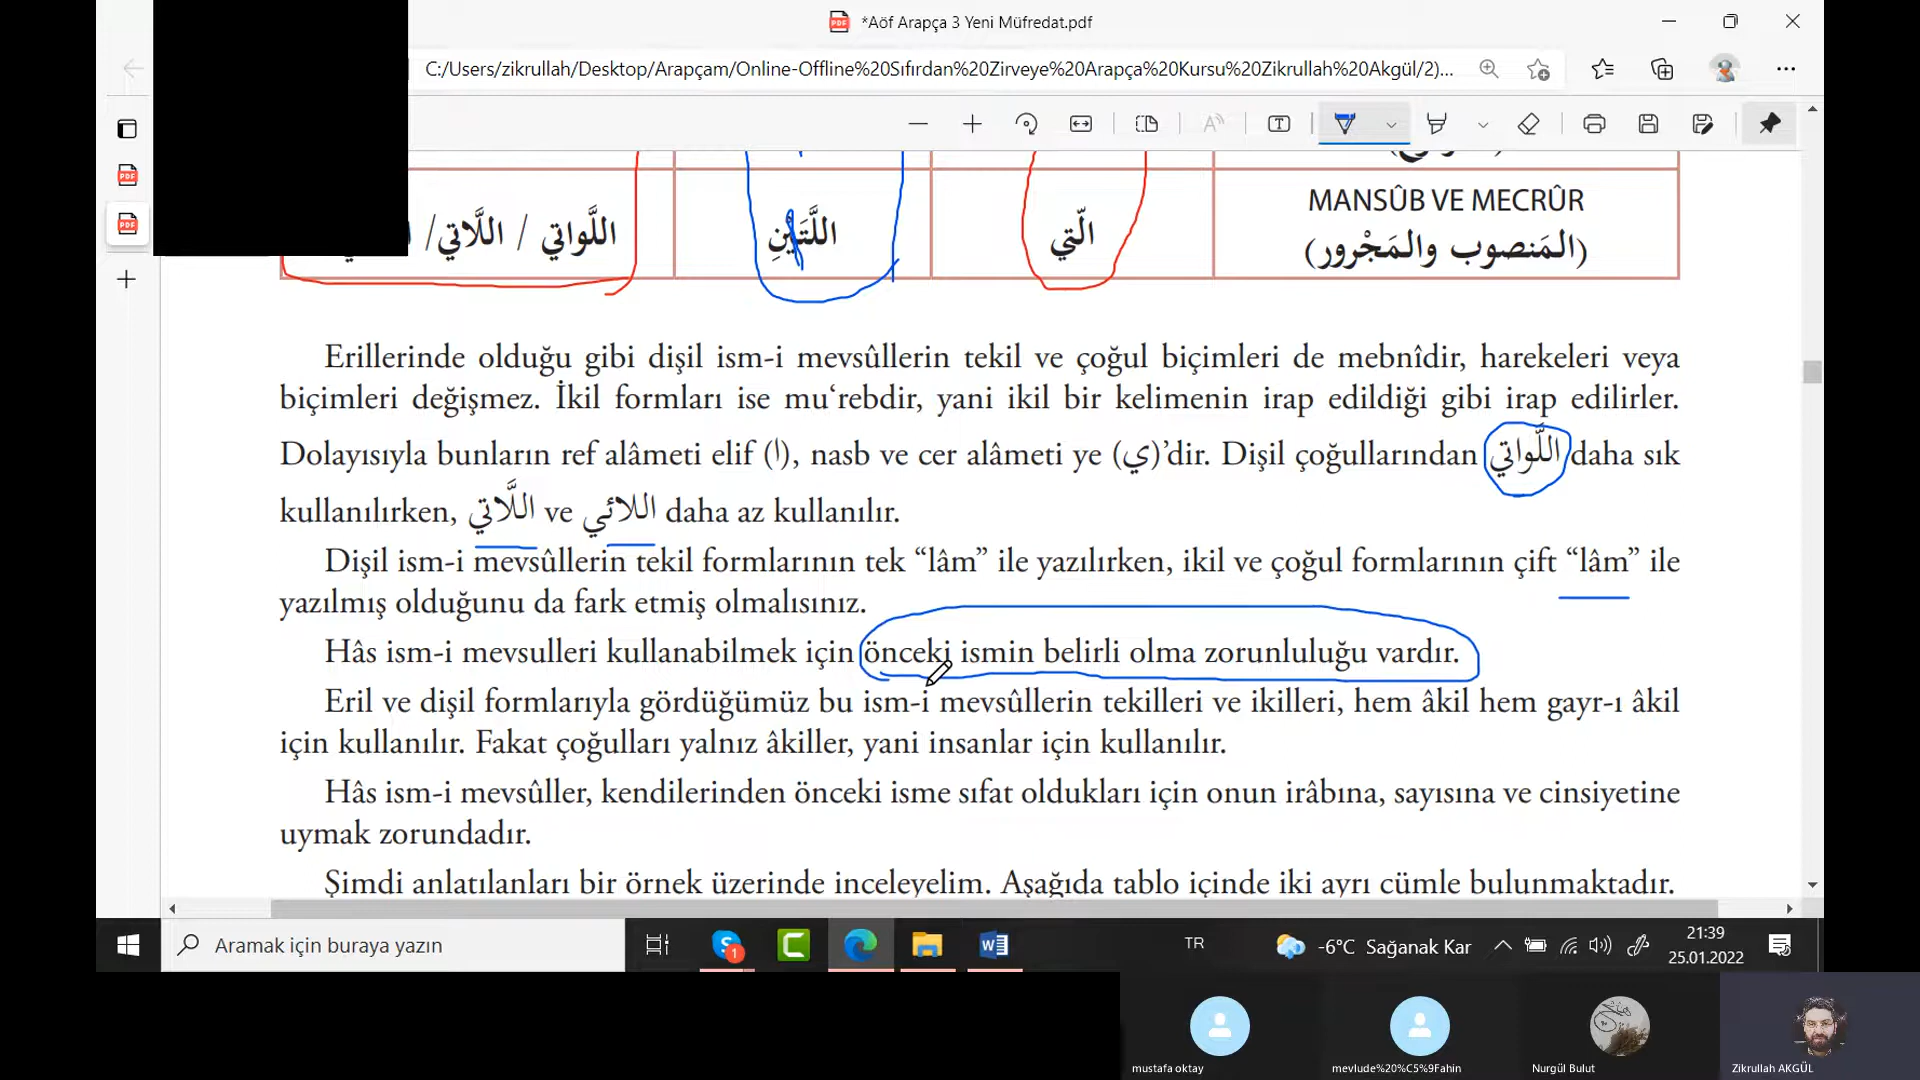 *Aöf Arapça 3 Yeni Müfredat.pdf
C:/Users/zikrullah/Desktop/Arapçam/Online-Offline%20Sıfırdan%20Zirveye%20Arapça%20Kursu%20Zikrullah%20Akgül/2)...
اللَّواتي / اللَّاتي/
اللَّتَيْنِ
الّتي
MANSÛB VE MECRÛR
(المَنصوب والمَجْرور)
Erillerinde olduğu gibi dişil ism-i mevsûllerin tekil ve çoğul biçimleri de mebnîdir, harekeleri veya
biçimleri değişmez. İkil formları ise mu‘rebdir, yani ikil bir kelimenin irap edildiği gibi irap edilirler.
Dolayısıyla bunların ref alâmeti elif (ا), nasb ve cer alâmeti ye (ي)’dir. Dişil çoğullarından اللَّواتي daha sık
kullanılırken, اللَّاتي ve اللائي daha az kullanılır.
Dişil ism-i mevsûllerin tekil formlarının tek “lâm” ile yazılırken, ikil ve çoğul formlarının çift “lâm” ile
yazılmış olduğunu da fark etmiş olmalısınız.
Hâs ism-i mevsulleri kullanabilmek için önceki ismin belirli olma zorunluluğu vardır.
Eril ve dişil formlarıyla gördüğümüz bu ism-i mevsûllerin tekilleri ve ikilleri, hem âkil hem gayr-ı âkil
için kullanılır. Fakat çoğulları yalnız âkiller, yani insanlar için kullanılır.
Hâs ism-i mevsûller, kendilerinden önceki isme sıfat oldukları için onun irâbına, sayısına ve cinsiyetine
uymak zorundadır.
Şimdi anlatılanları bir örnek üzerinde inceleyelim. Aşağıda tablo içinde iki ayrı cümle bulunmaktadır.
Aramak için buraya yazın
1
TR
-6°C Sağanak Kar
21:39
25.01.2022
mustafa oktay
mevlude%20%C5%9Fahin
Nurgül Bulut
Zikrullah AKGÜL